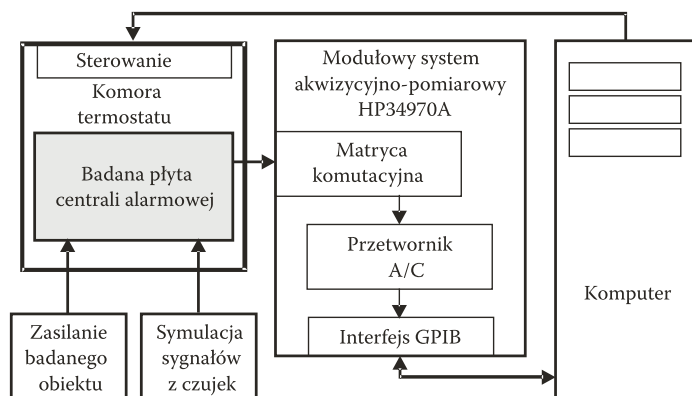 Sterowanie
Komora
termostatu
Badana płyta
centrali alarmowej
Zasilanie
badanego
obiektu
Symulacja
sygnałów
z czujek
Modułowy system
akwizycyjno-pomiarowy
HP34970A
Matryca
komutacyjna
Przetwornik
A/C
Interfejs GPIB
Komputer